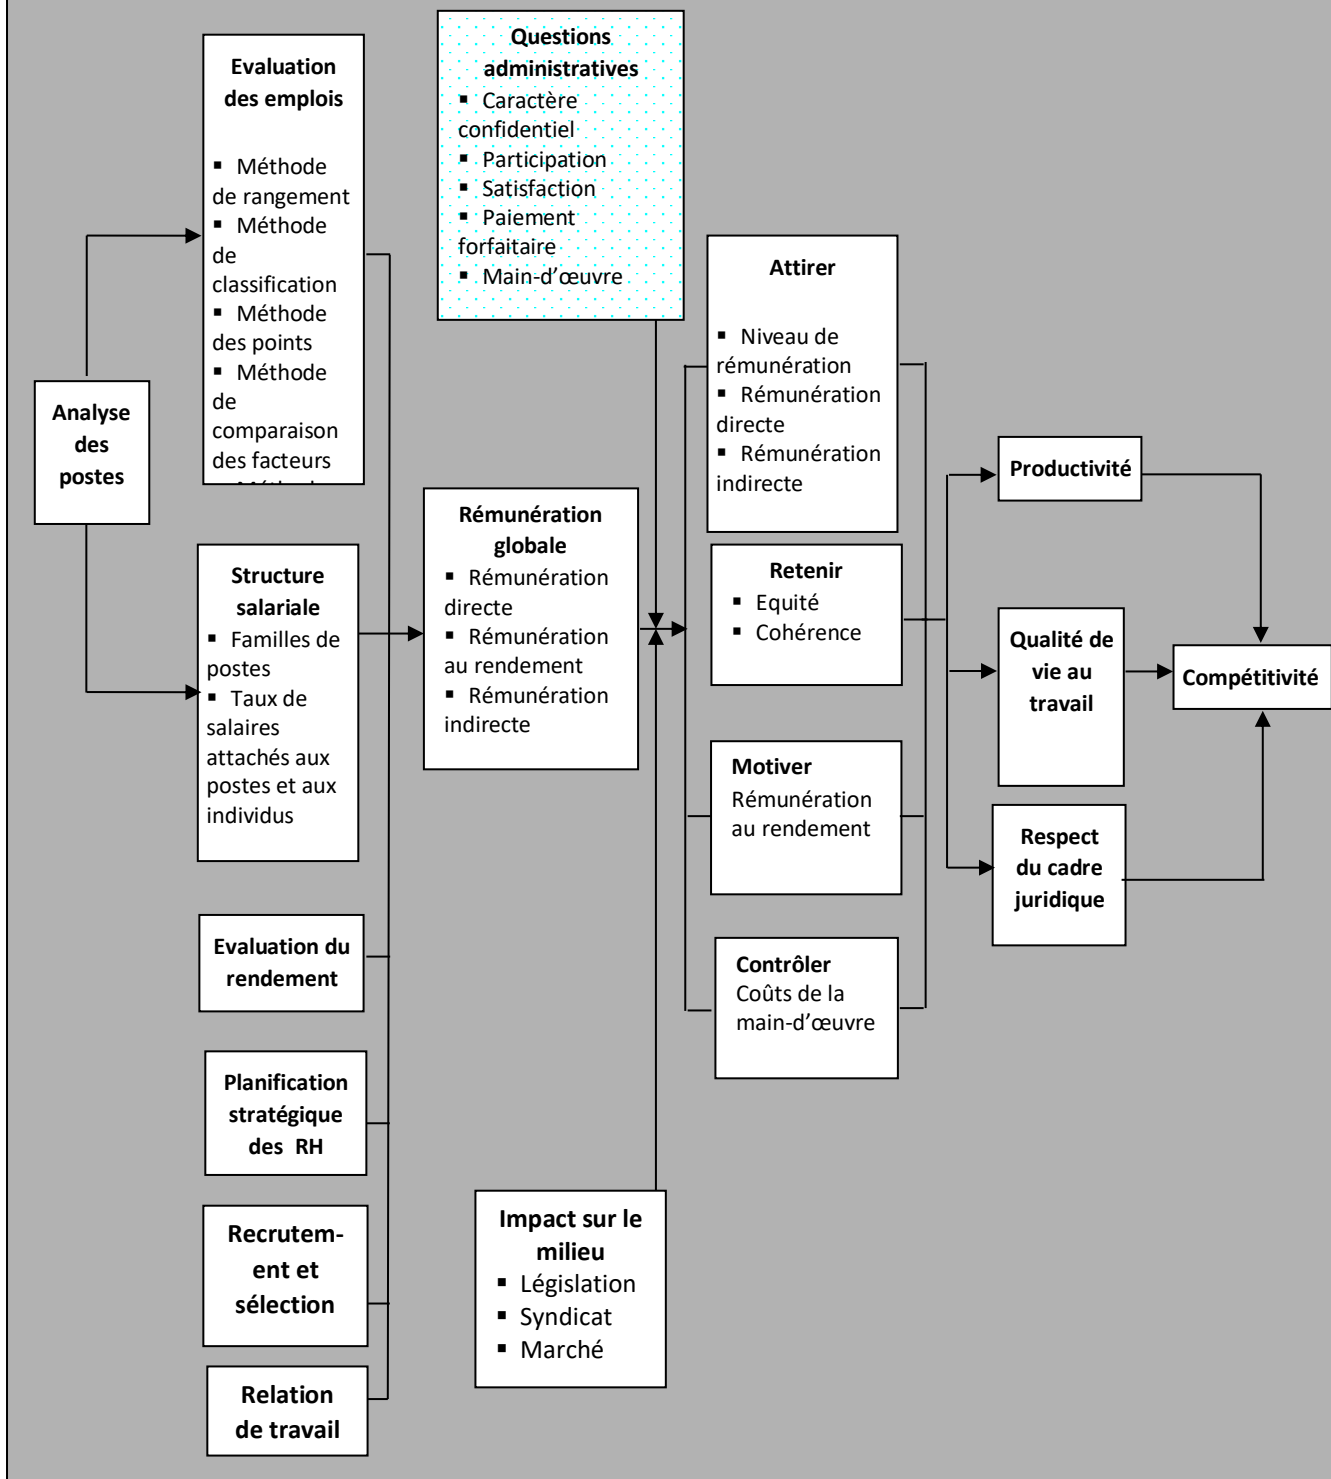 Evaluation
des emplois
▪ Méthode
de rangement
▪ Méthode
de
classification
▪ Méthode
des points
▪ Méthode
de
comparaison
des facteurs
Questions
administratives
▪ Caractère
confidentiel
▪ Participation
▪ Satisfaction
▪ Paiement
forfaitaire
▪ Main-d'œuvre
Analyse
des
postes
Structure
salariale
▪ Familles de
postes
▪ Taux de
salaires
attachés aux
postes et aux
individus
Evaluation du
rendement
Planification
stratégique
des RH
Recrutem-
ent et
sélection
Relation
de travail
Rémunération
globale
▪ Rémunération
directe
▪ Rémunération
au rendement
▪ Rémunération
indirecte
Impact sur le
milieu
▪ Législation
▪ Syndicat
▪ Marché
Attirer
▪ Niveau de
rémunération
▪ Rémunération
directe
▪ Rémunération
indirecte
Retenir
▪ Equité
▪ Cohérence
Motiver
Rémunération
au rendement
Contrôler
Coûts de la
main-d'œuvre
Productivité
Qualité de
vie au
travail
Respect
du cadre
juridique
Compétitivité